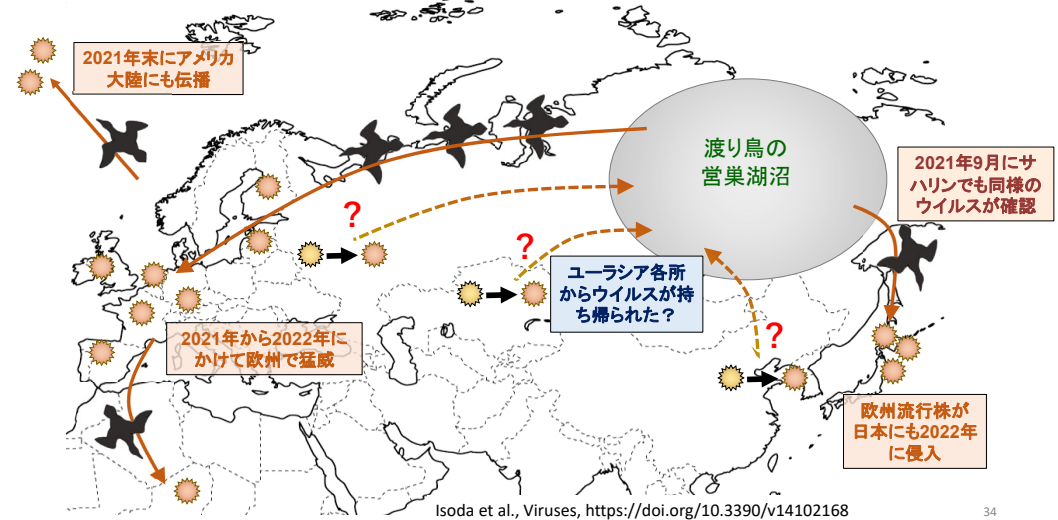 2021年末にアメリカ
大陸にも伝播
渡り鳥の
営巣湖沼
2021年9月にサ
ハリンでも同様の
ウイルスが確認
?
?
ユーラシア各所
からウイルスが持
ち帰られた？
?
2021年から2022年に
かけて欧州で猛威
欧州流行株が
日本にも2022年
に侵入
Isoda et al., Viruses, https://doi.org/10.3390/v14102168
34